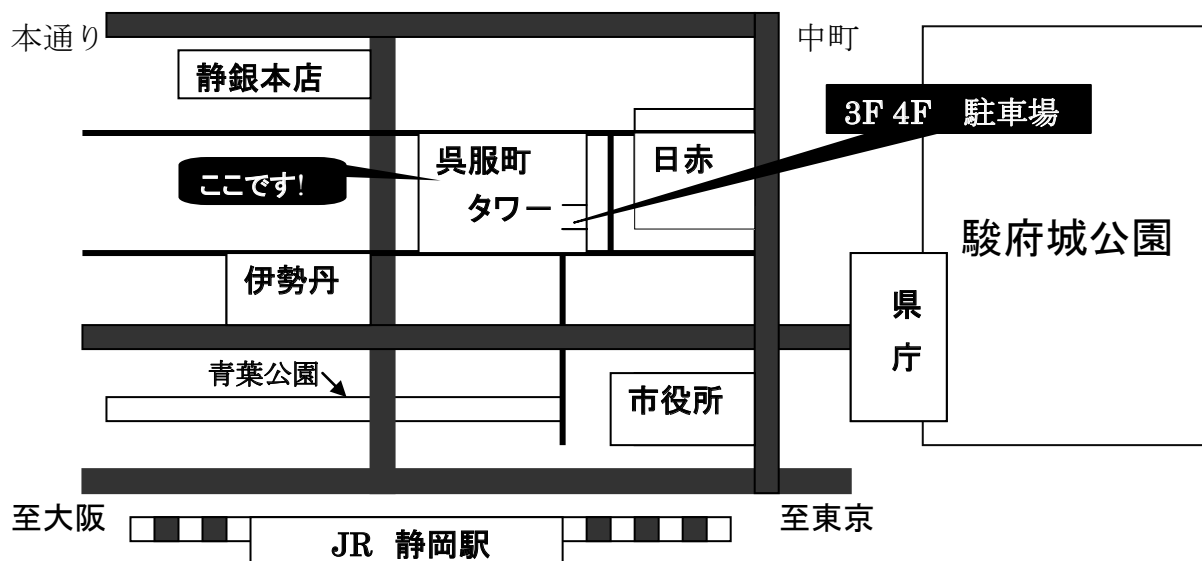 本通り
中町
静銀本店
3F 4F　駐車場
呉服町
タワー
日赤
ここです!
駿府城公園
伊勢丹
県
庁
青葉公園
市役所
至大阪
至東京
JR　静岡駅